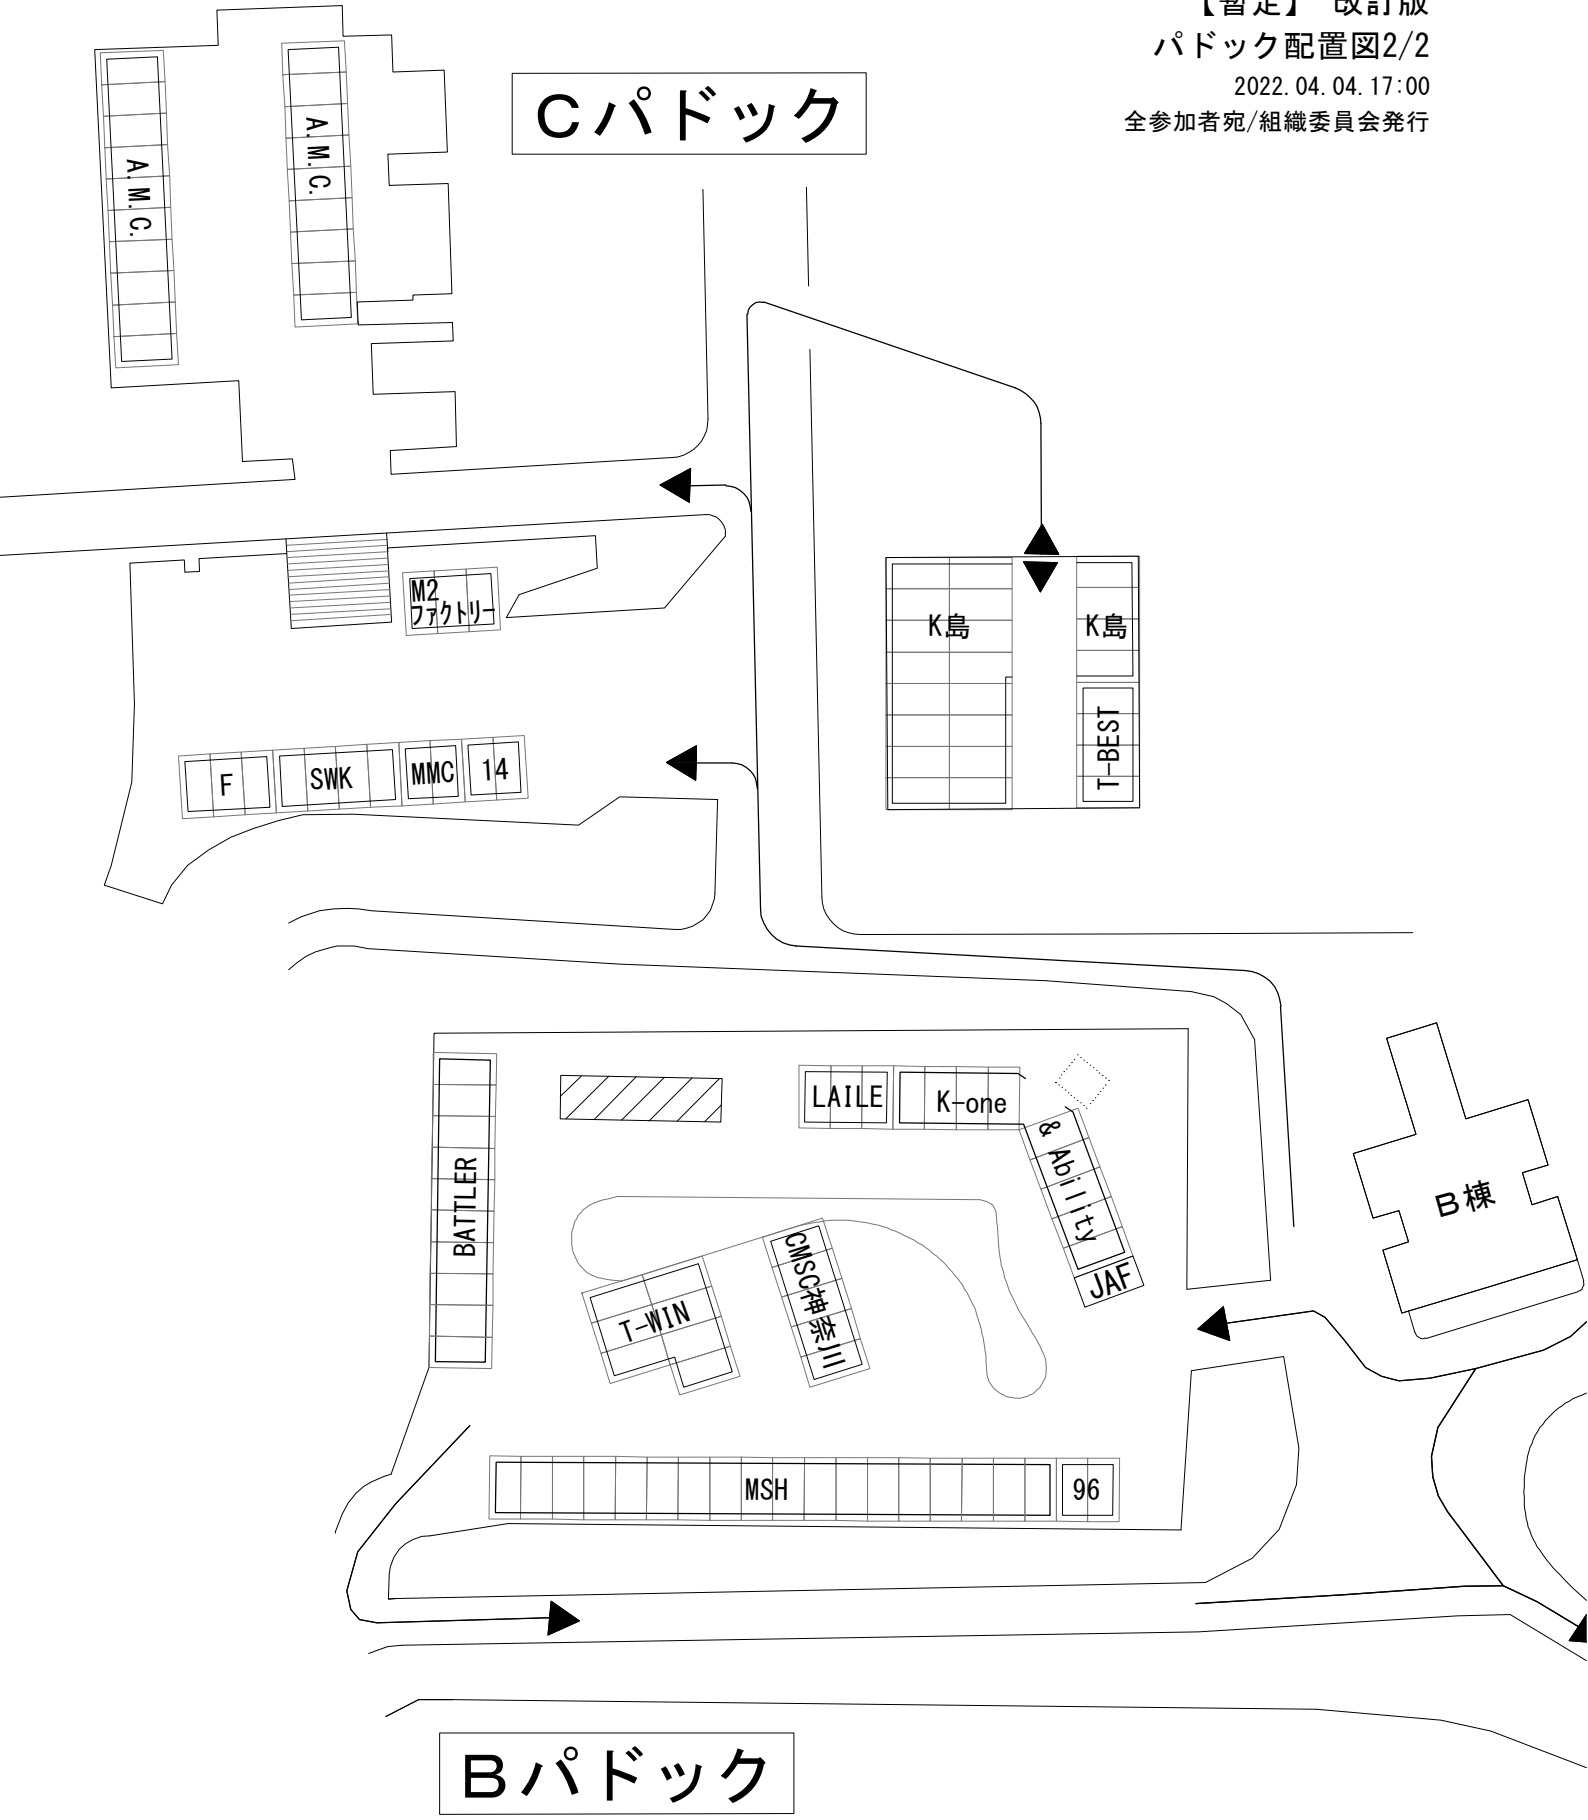 【暫定】 改訂版
パドック配置図2/2
2022.04.04.17:00
全参加者宛/組織委員会発行
Cパドック
A.M.C.
A.M.C.
M2
ファクトリー
K島
K島
T-BEST
F
SWK
MMC
14
LAILE
K-one
& Ability
JAF
BATTLER
B棟
T-WIN
CMSC神奈川
MSH
96
Bパドック